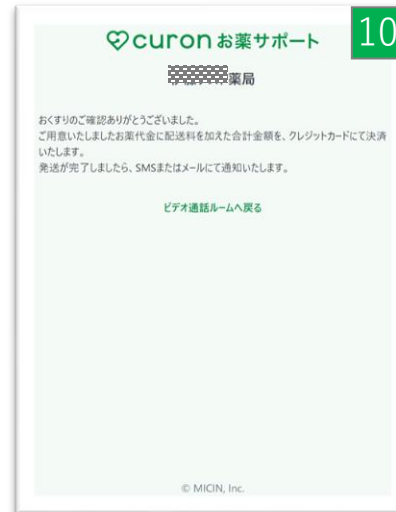 curon お薬サポート
10
薬局
おくすりのご確認ありがとうございました。
ご用意いたしましたお薬代金に配送料を加えた合計金額を、クレジットカードにて決済
いたします。
発送が完了しましたら、SMSまたはメールにて通知いたします。
ビデオ通話ルームへ戻る
© MICIN, Inc.